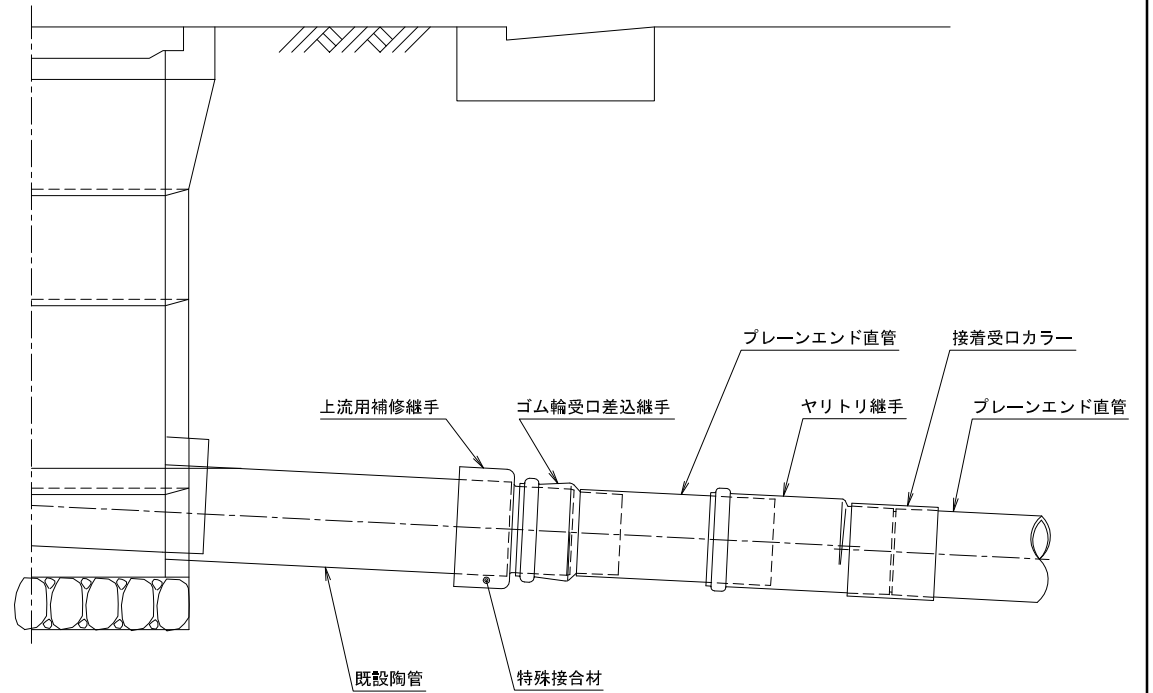 プレーンエンド直管
接着受口カラー
上流用補修継手
ゴム輪受口差込継手
ヤリトリ継手
プレーンエンド直管
既設陶管
特殊接合材